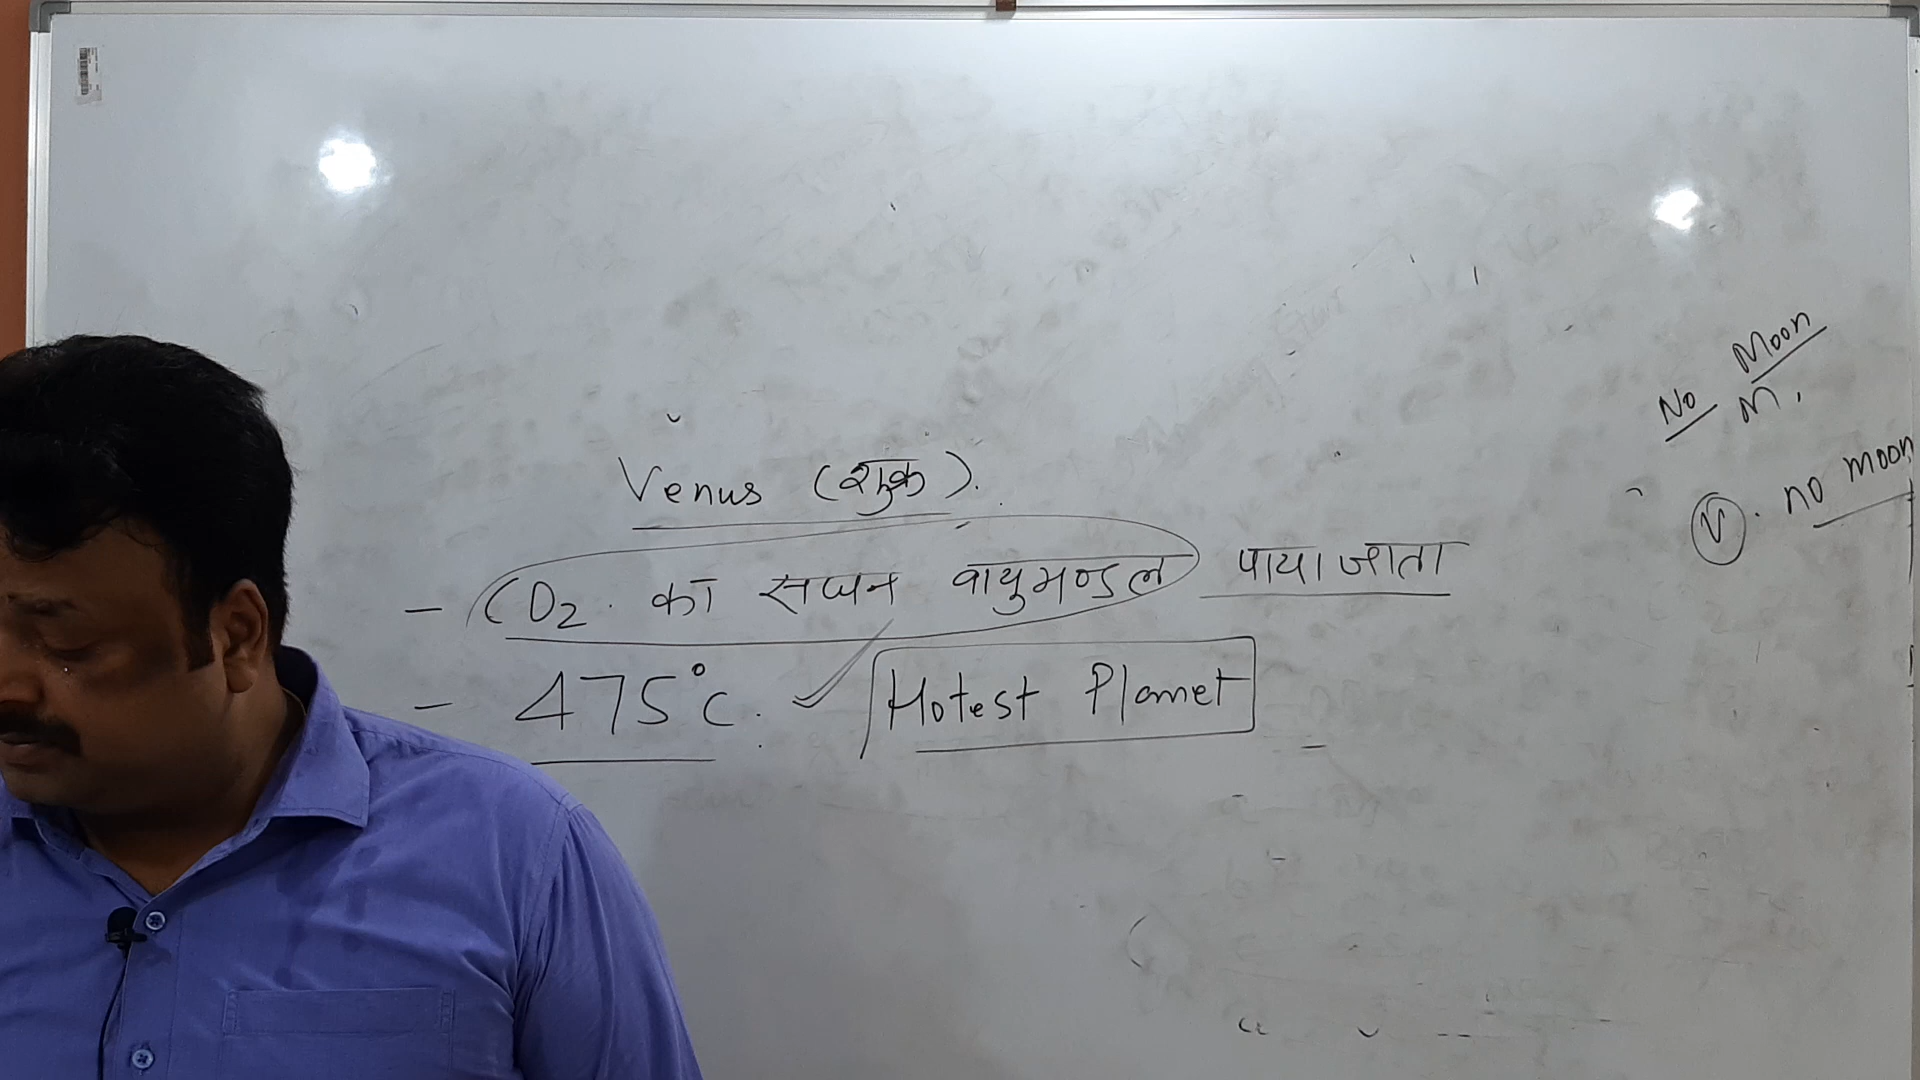 Venus (शुक्र).
- CO2 . का सघन वायुमण्डल पाया जाता
- 475°c. ✓ Hotest Planet
No Moon
M.
V . no moon